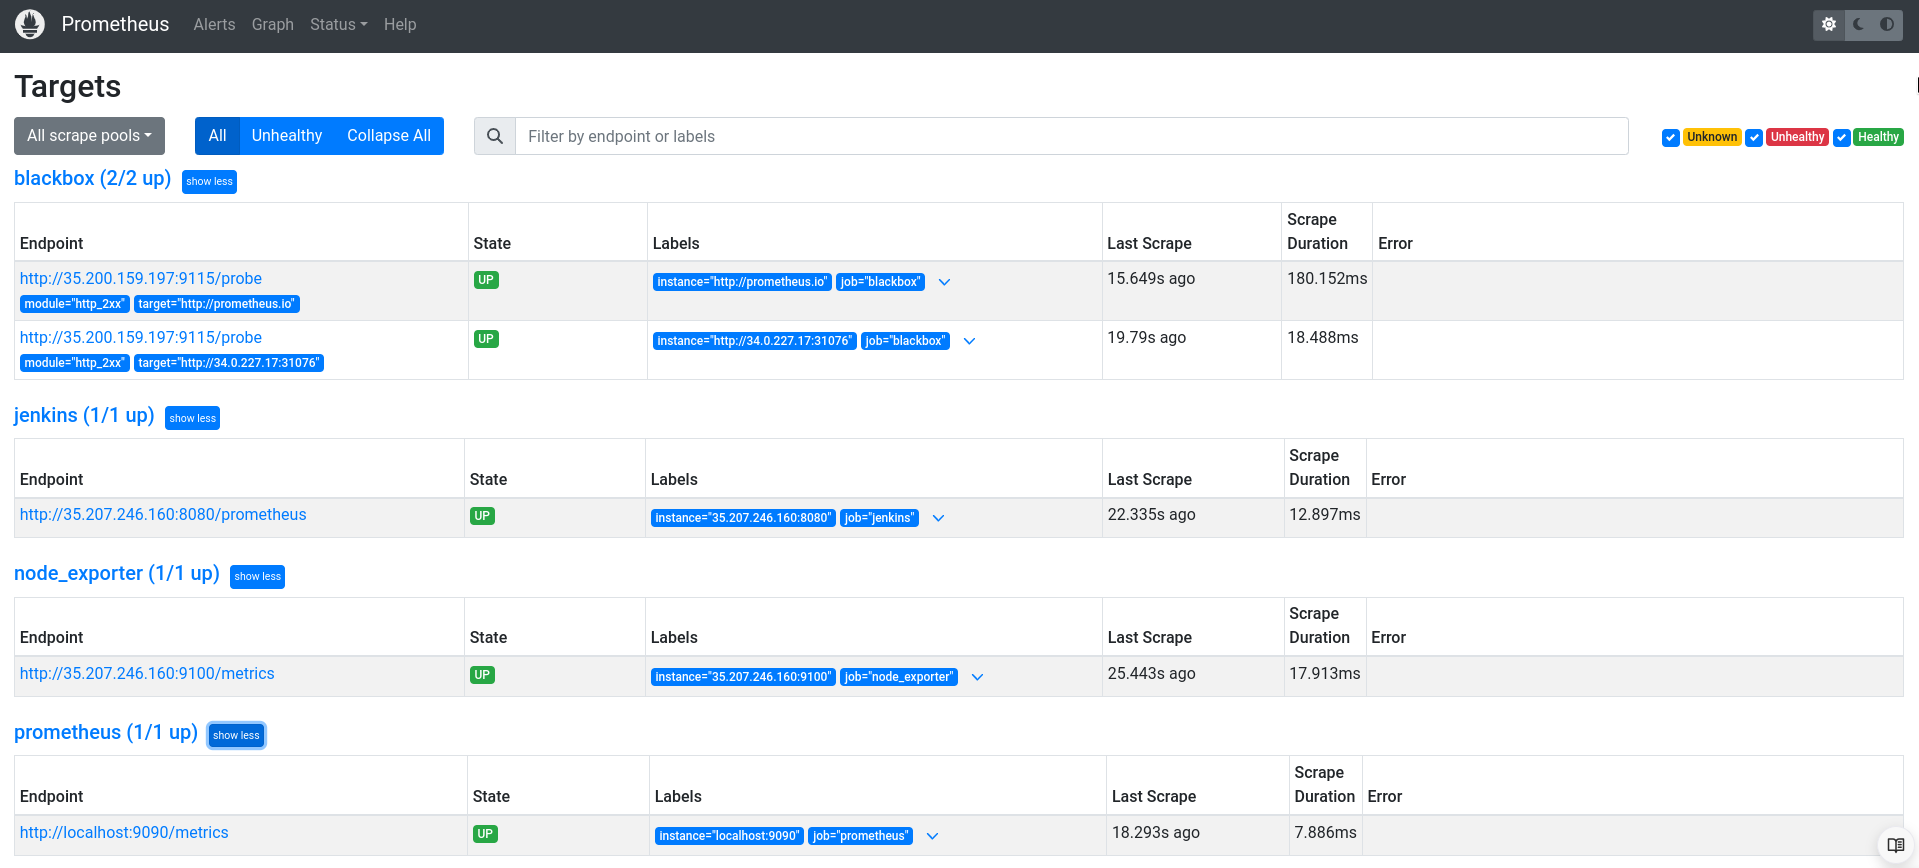 Prometheus Alerts Graph Status Help
Targets
All scrape pools All Unhealthy Collapse All Filter by endpoint or labels Unknown Unhealthy Healthy
blackbox (2/2 up) show less
Endpoint State Labels Last Scrape Scrape Duration Error
http://35.200.159.197:9115/probe UP instance="http://prometheus.io" job="blackbox" 15.649s ago 180.152ms
module="http_2xx" target="http://prometheus.io"
http://35.200.159.197:9115/probe UP instance="http://34.0.227.17:31076" job="blackbox" 19.79s ago 18.488ms
module="http_2xx" target="http://34.0.227.17:31076"
jenkins (1/1 up) show less
Endpoint State Labels Last Scrape Scrape Duration Error
http://35.207.246.160:8080/prometheus UP instance="35.207.246.160:8080" job="jenkins" 22.335s ago 12.897ms
node_exporter (1/1 up) show less
Endpoint State Labels Last Scrape Scrape Duration Error
http://35.207.246.160:9100/metrics UP instance="35.207.246.160:9100" job="node_exporter" 25.443s ago 17.913ms
prometheus (1/1 up) show less
Endpoint State Labels Last Scrape Scrape Duration Error
http://localhost:9090/metrics UP instance="localhost:9090" job="prometheus" 18.293s ago 7.886ms